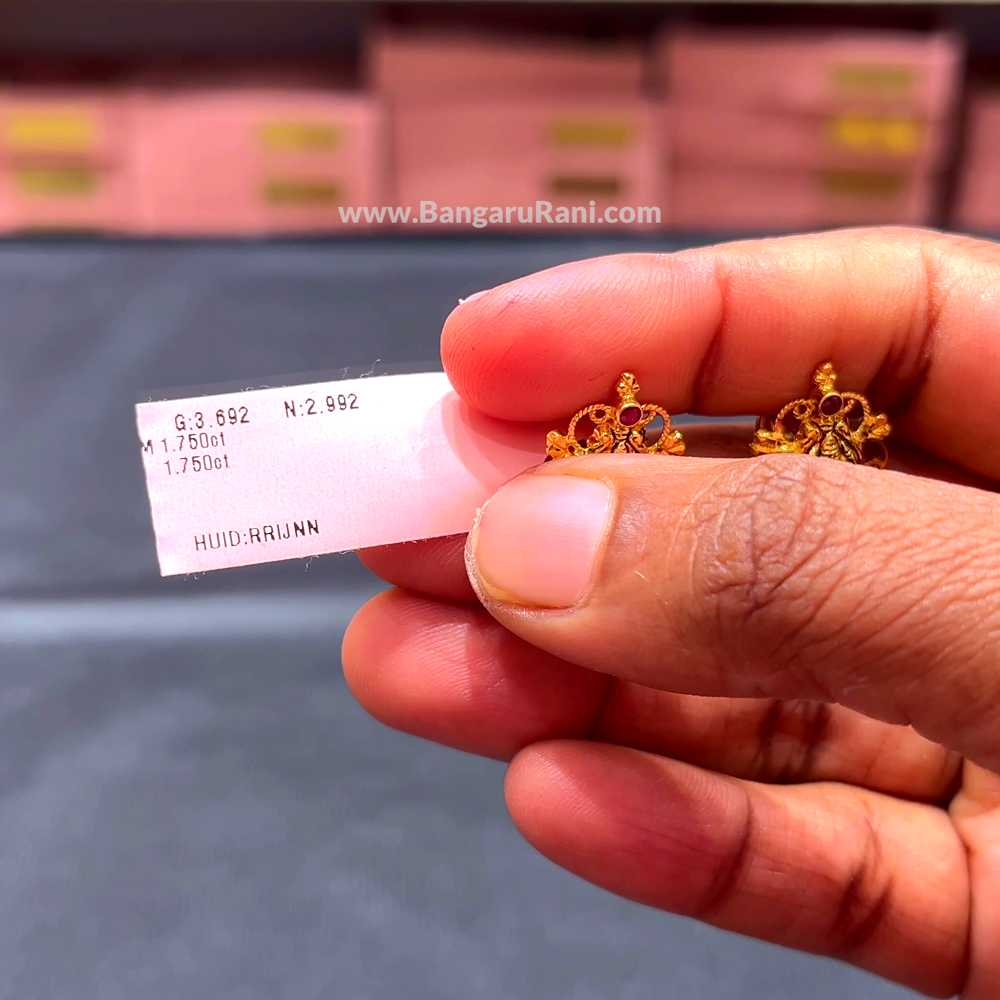 www.BangaruRani.com
G:3.692 N:2.992
M 1.750ct
1.750ct
HUID:RRIJNN